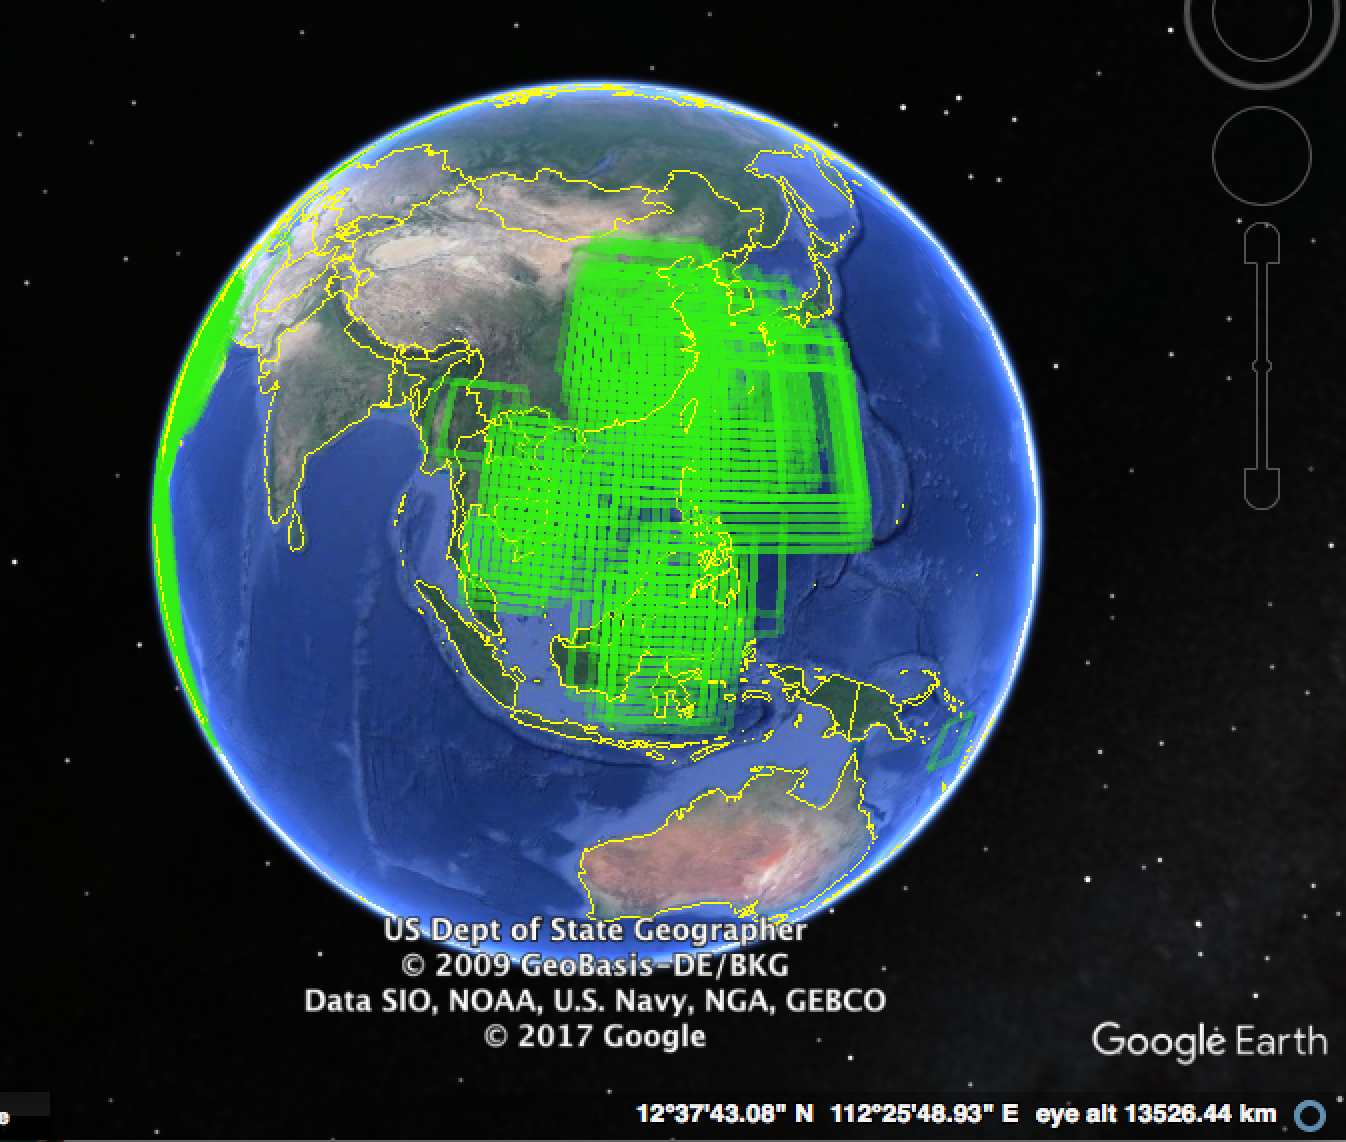 US Dept of State Geographer
© 2009 GeoBasis-DE/BKG
Data SIO, NOAA, U.S. Navy, NGA, GEBCO
© 2017 Google
Google Earth
12°37'43.08" N 112°25'48.93" E eye alt 13526.44 km